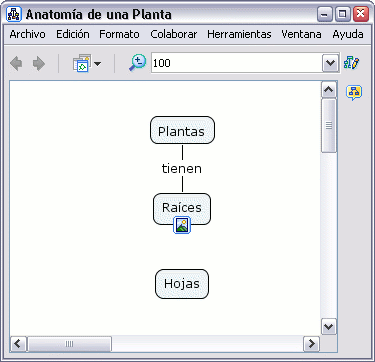 Anatomía de una Planta
Archivo Edición Formato Colaborar Herramientas Ventana Ayuda
100
Plantas
tienen
Raíces
Hojas